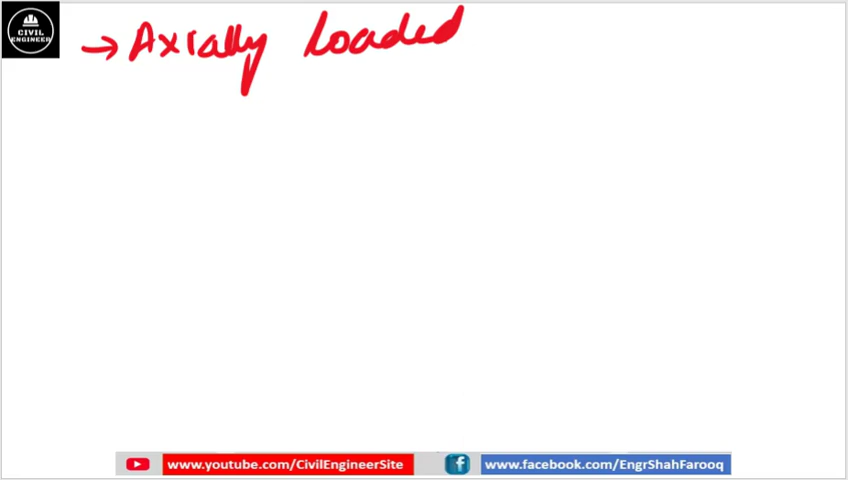 CIVIL
ENGINEER
→ Axially Loaded
www.youtube.com/CivilEngineerSite
www.facebook.com/EngrShahFarooq